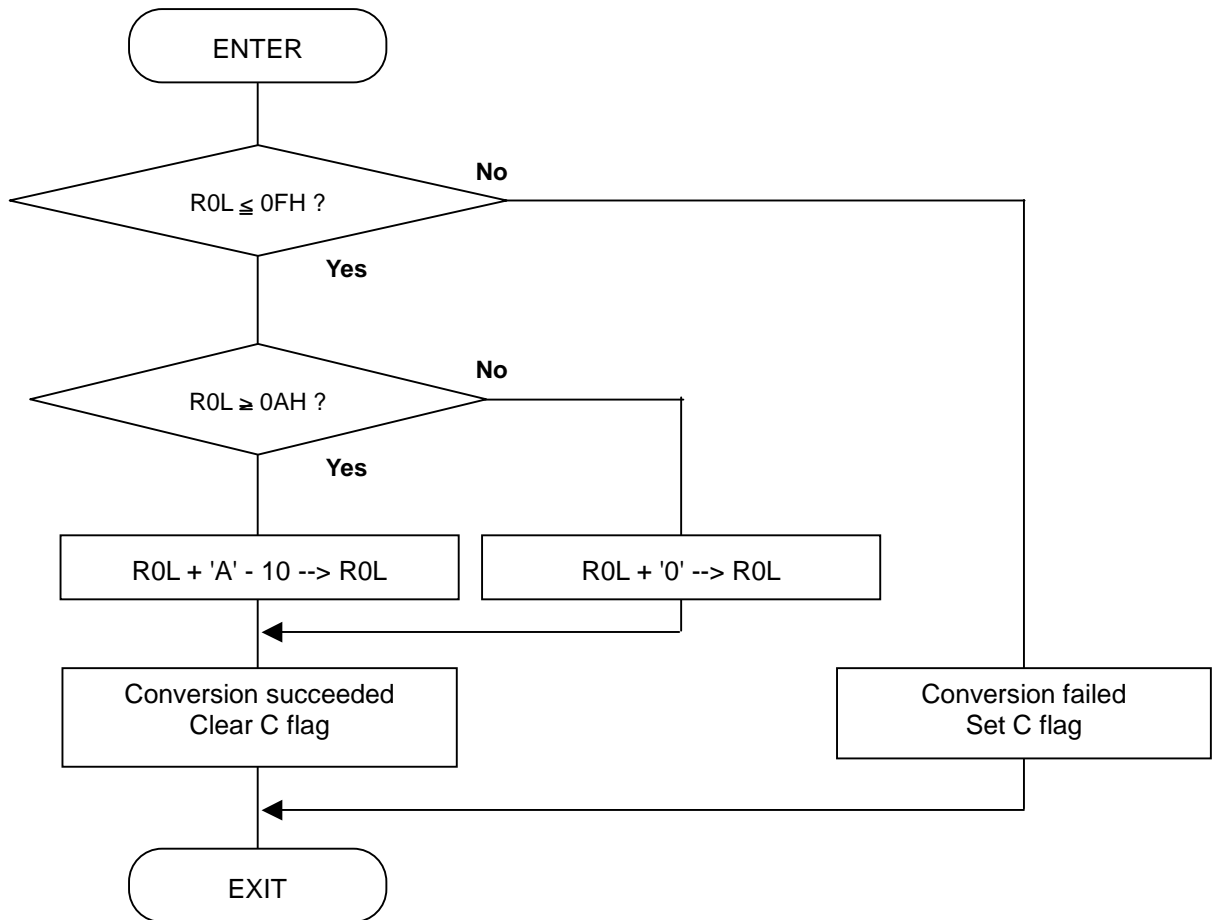 ENTER
No
R0L ≦ 0FH ?
Yes
No
R0L ≧ 0AH ?
Yes
R0L + 'A' - 10 --> R0L
R0L + '0' --> R0L
Conversion succeeded
Clear C flag
Conversion failed
Set C flag
EXIT